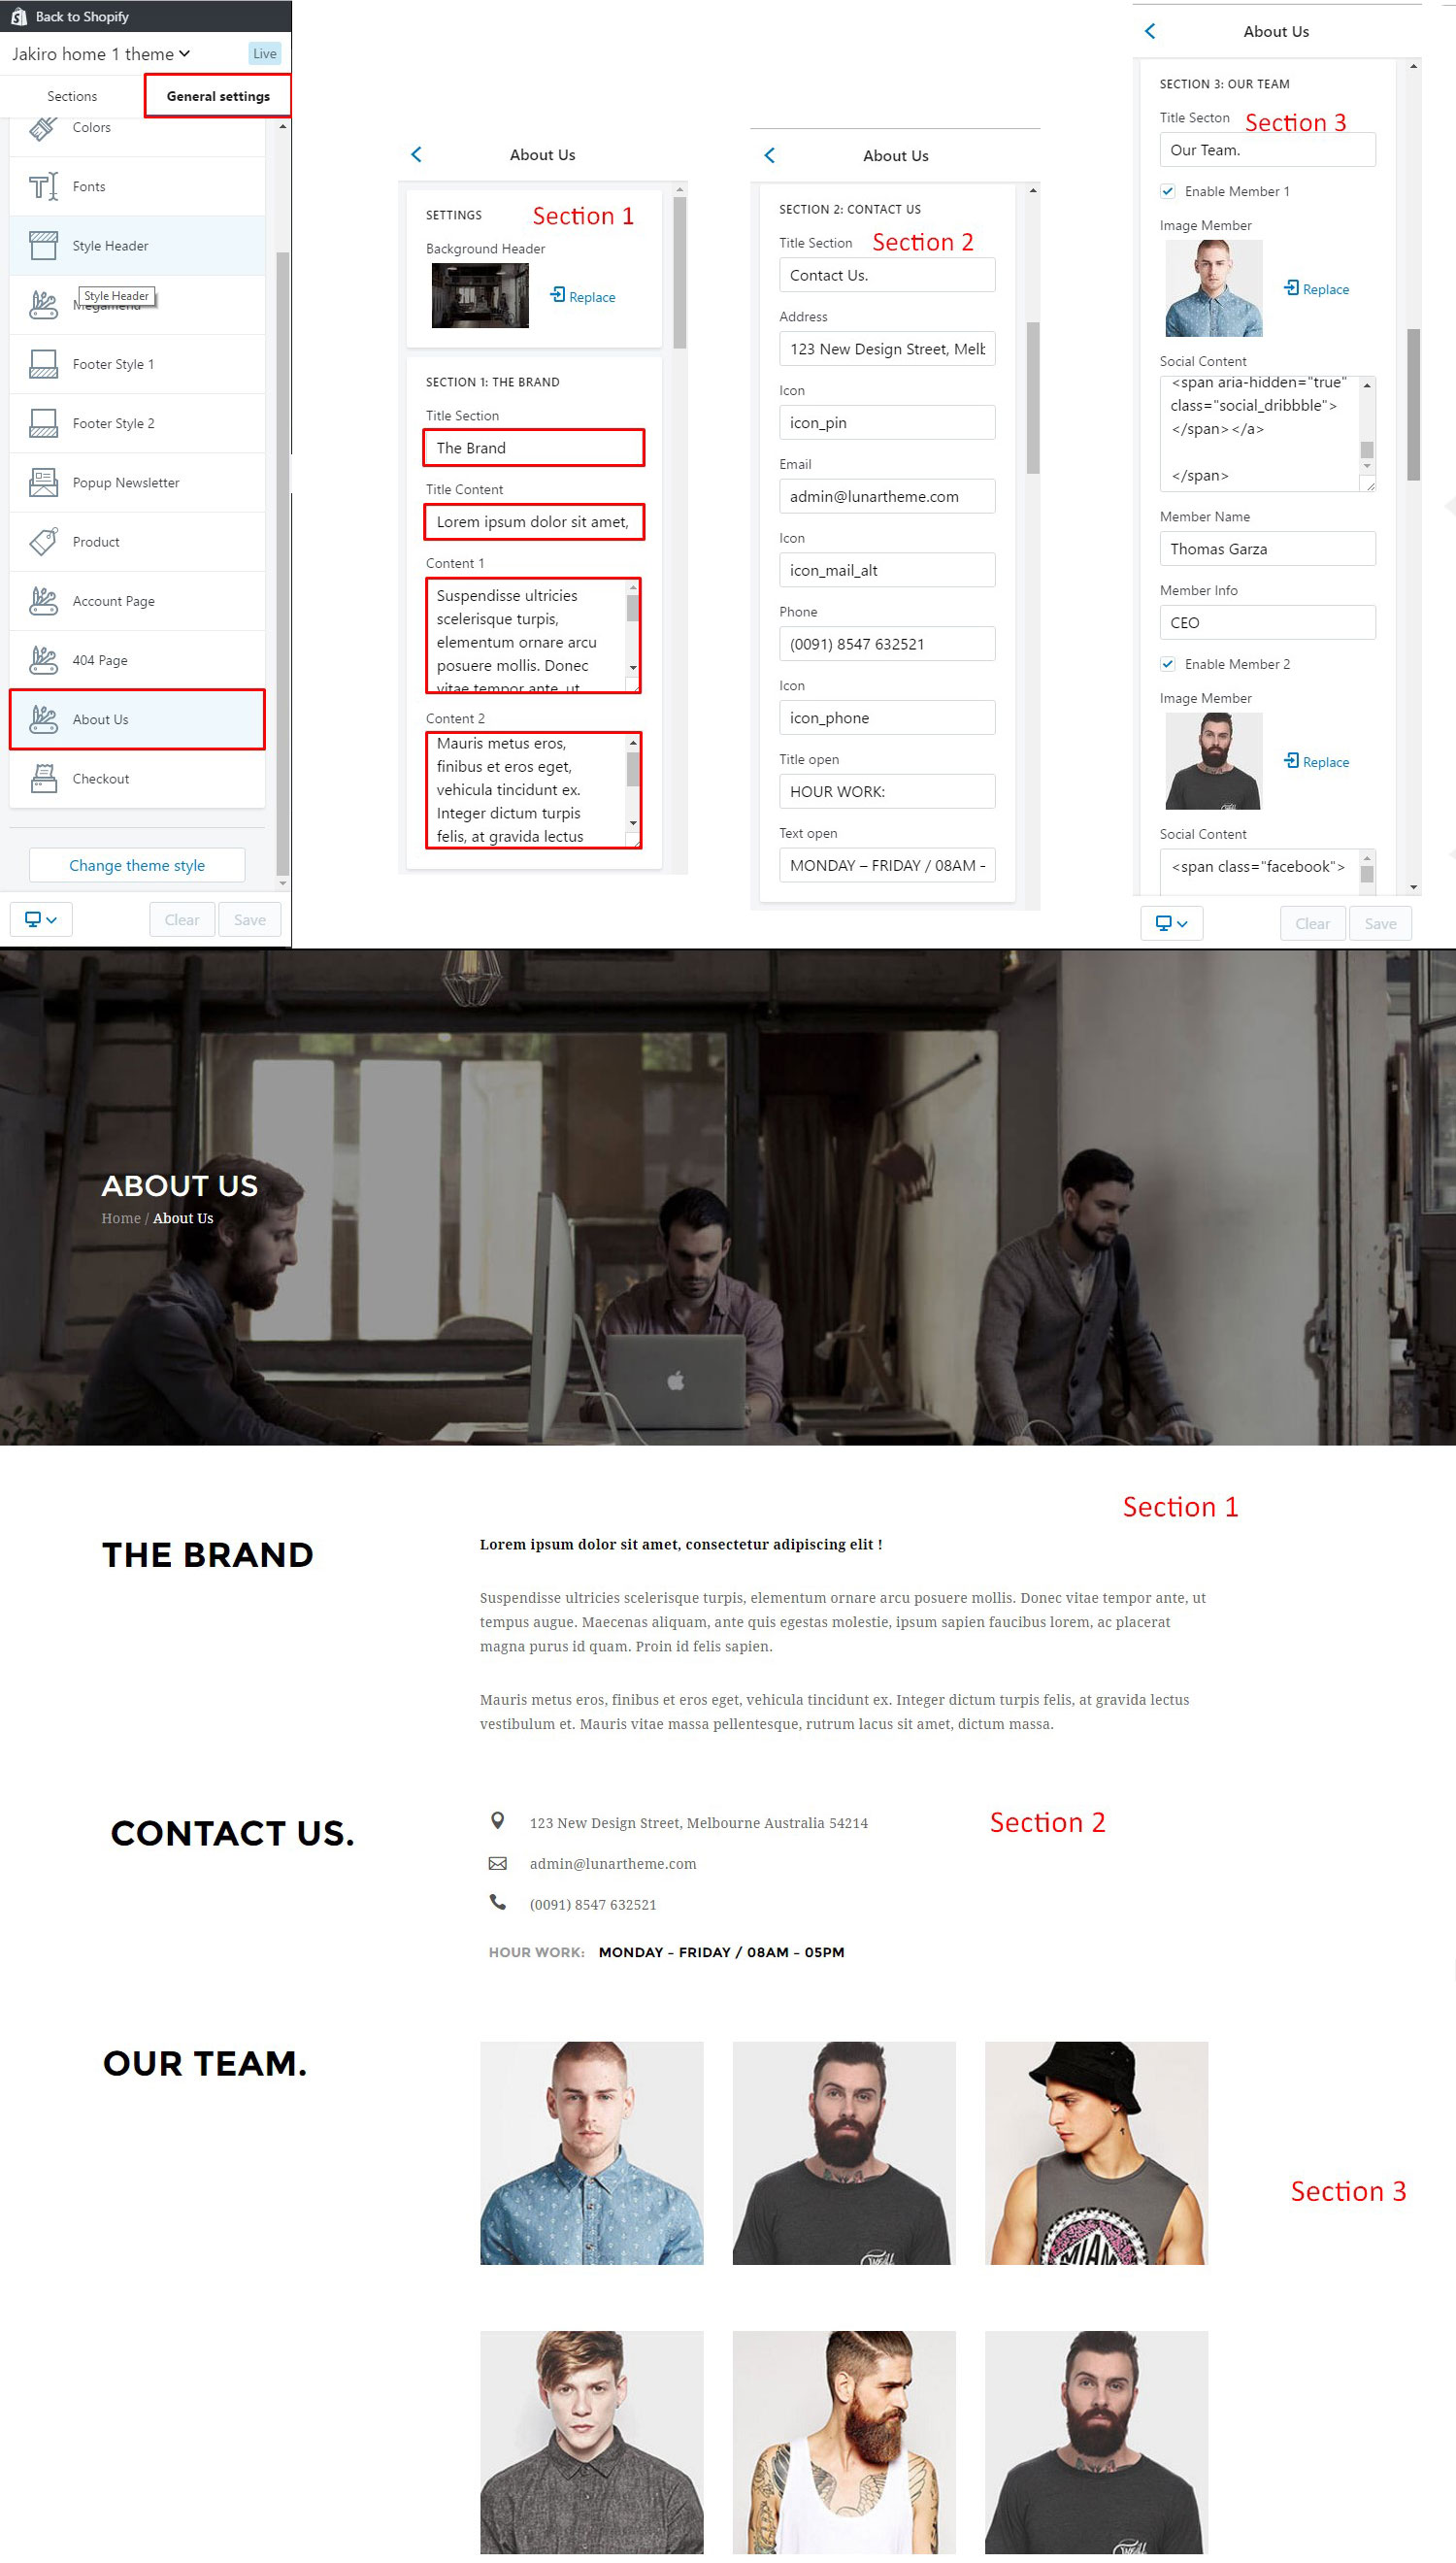 Back to Shopify
Jakiro home 1 theme
Live
Sections
General settings
Colors
Fonts
Style Header
Style Header
Megamenu
Footer Style 1
Footer Style 2
Popup Newsletter
Product
Account Page
404 Page
About Us
Checkout
Change theme style
Clear
Save
About Us
SETTINGS
Section 1
Background Header
Replace
SECTION 1: THE BRAND
Title Section
The Brand
Title Content
Lorem ipsum dolor sit amet,
Content 1
Suspendisse ultricies
scelerisque turpis,
elementum ornare arcu
posuere mollis. Donec
vitae tempor ante, ut
Content 2
Mauris metus eros,
finibus et eros eget,
vehicula tincidunt ex.
Integer dictum turpis
felis, at gravida lectus
About Us
SECTION 2: CONTACT US
Title Section
Section 2
Contact Us.
Address
123 New Design Street, Melb
Icon
icon_pin
Email
admin@lunartheme.com
Icon
icon_mail_alt
Phone
(0091) 8547 632521
Icon
icon_phone
Title open
HOUR WORK:
Text open
MONDAY – FRIDAY / 08AM -
About Us
SECTION 3: OUR TEAM
Title Secton
Section 3
Our Team.
Enable Member 1
Image Member
Replace
Social Content
<span aria-hidden="true"
class="social_dribbble">
</span></a>
</span>
Member Name
Thomas Garza
Member Info
CEO
Enable Member 2
Image Member
Replace
Social Content
<span class="facebook">
Clear
Save
ABOUT US
Home / About Us
Section 1
THE BRAND
Lorem ipsum dolor sit amet, consectetur adipiscing elit !
Suspendisse ultricies scelerisque turpis, elementum ornare arcu posuere mollis. Donec vitae tempor ante, ut
tempus augue. Maecenas aliquam, ante quis egestas molestie, ipsum sapien faucibus lorem, ac placerat
magna purus id quam. Proin id felis sapien.
Mauris metus eros, finibus et eros eget, vehicula tincidunt ex. Integer dictum turpis felis, at gravida lectus
vestibulum et. Mauris vitae massa pellentesque, rutrum lacus sit amet, dictum massa.
CONTACT US.
123 New Design Street, Melbourne Australia 54214
Section 2
admin@lunartheme.com
(0091) 8547 632521
HOUR WORK: MONDAY – FRIDAY / 08AM – 05PM
OUR TEAM.
Section 3